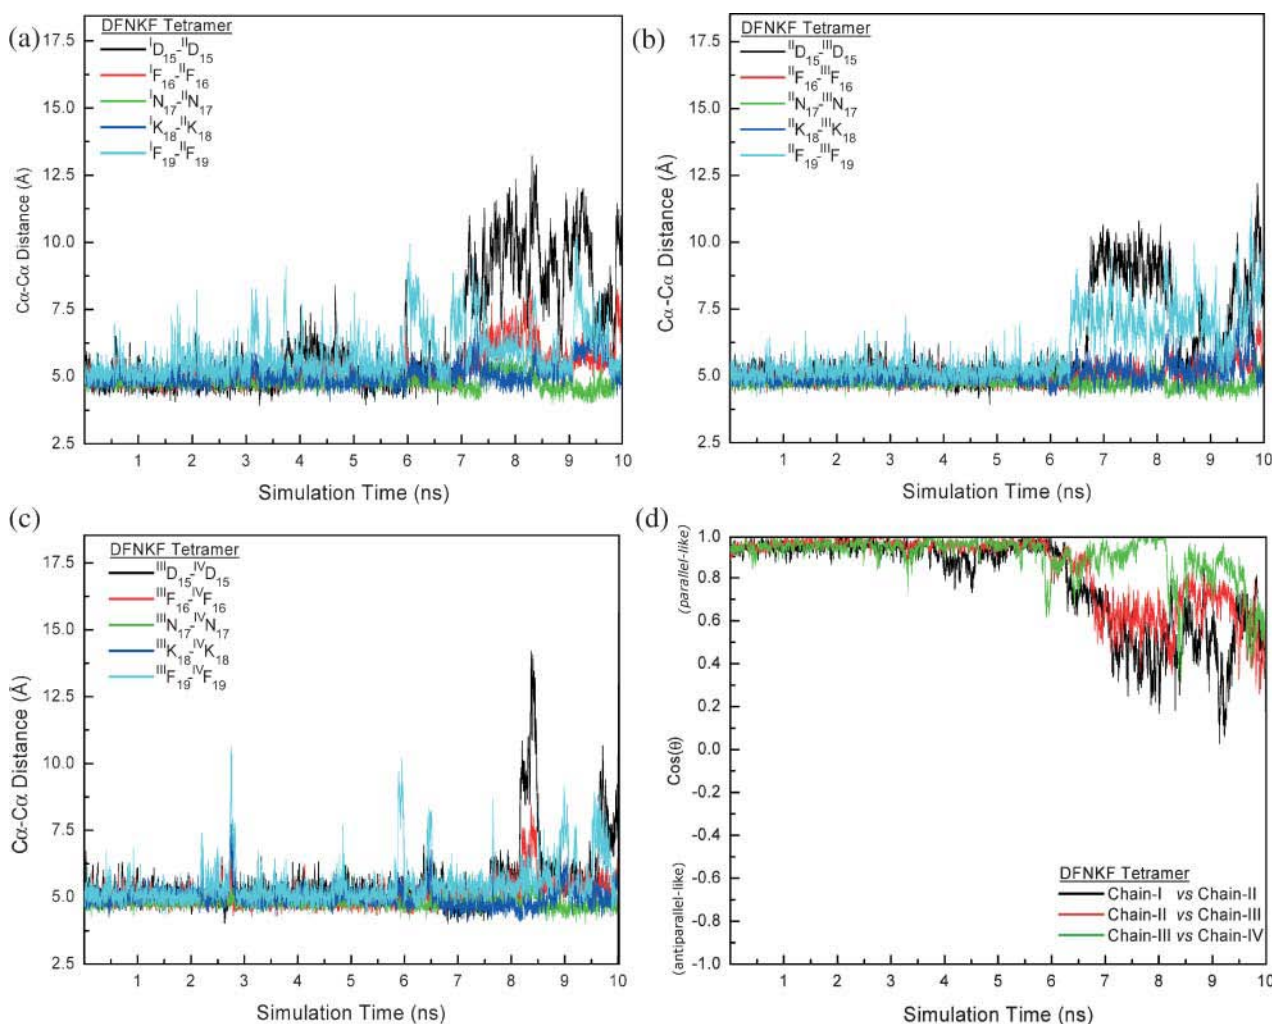 (a)
DFNKF Tetramer
ᴵD₁₅-ᴵᴵD₁₅
ᴵF₁₆-ᴵᴵF₁₆
ᴵN₁₇-ᴵᴵN₁₇
ᴵK₁₈-ᴵᴵK₁₈
ᴵF₁₉-ᴵᴵF₁₉
17.5
15.0
12.5
10.0
7.5
5.0
2.5
Cα-Cα Distance (Å)
1 2 3 4 5 6 7 8 9 10
Simulation Time (ns)
(b)
DFNKF Tetramer
ᴵᴵD₁₅-ᴵᴵᴵD₁₅
ᴵᴵF₁₆-ᴵᴵᴵF₁₆
ᴵᴵN₁₇-ᴵᴵᴵN₁₇
ᴵᴵK₁₈-ᴵᴵᴵK₁₈
ᴵᴵF₁₉-ᴵᴵᴵF₁₉
17.5
15.0
12.5
10.0
7.5
5.0
2.5
Cα-Cα Distance (Å)
1 2 3 4 5 6 7 8 9 10
Simulation Time (ns)
(c)
DFNKF Tetramer
ᴵᴵᴵD₁₅-ᴵⱽD₁₅
ᴵᴵᴵF₁₆-ᴵⱽF₁₆
ᴵᴵᴵN₁₇-ᴵⱽN₁₇
ᴵᴵᴵK₁₈-ᴵⱽK₁₈
ᴵᴵᴵF₁₉-ᴵⱽF₁₉
17.5
15.0
12.5
10.0
7.5
5.0
2.5
Cα-Cα Distance (Å)
1 2 3 4 5 6 7 8 9 10
Simulation Time (ns)
(d)
1.0
0.8
0.6
0.4
0.2
0.0
-0.2
-0.4
-0.6
-0.8
-1.0
(parallel-like)
Cos(θ)
(antiparallel-like)
DFNKF Tetramer
Chain-I vs Chain-II
Chain-II vs Chain-III
Chain-III vs Chain-IV
1 2 3 4 5 6 7 8 9 10
Simulation Time (ns)